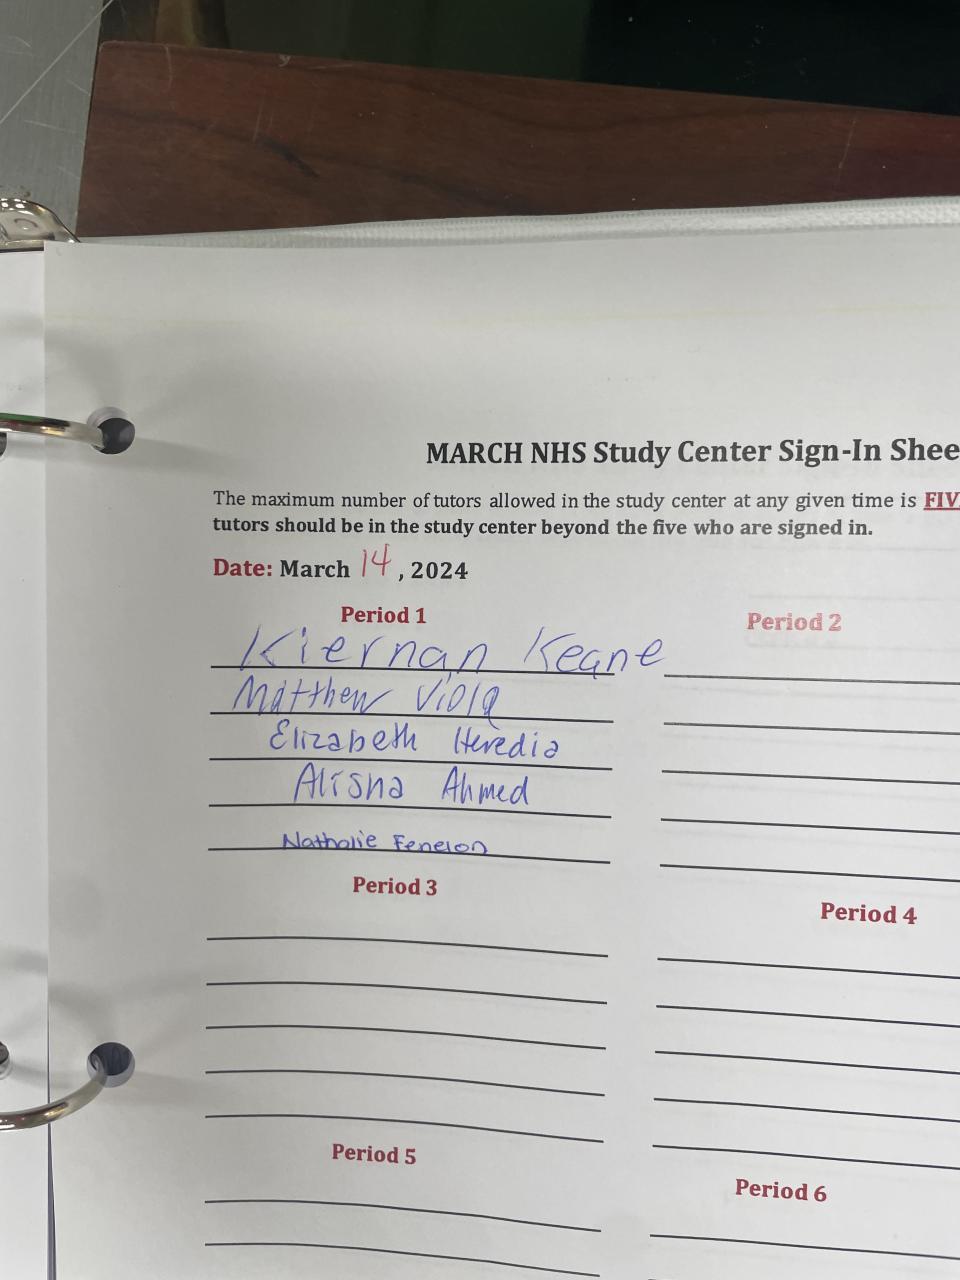 MARCH NHS Study Center Sign-In Shee
The maximum number of tutors allowed in the study center at any given time is FIV
tutors should be in the study center beyond the five who are signed in.
Date: March 14, 2024
Period 1
Kiernan Keane
Matthew Viola
Elizabeth Heredia
Alisha Ahmed
Nathalie Fenelon
Period 2
Period 3
Period 4
Period 5
Period 6